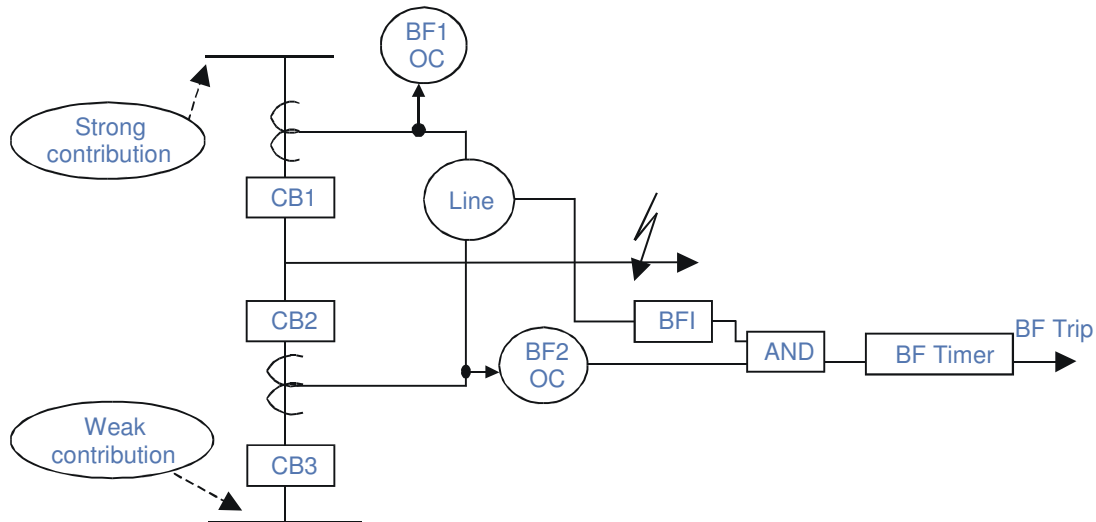 BF1
OC
Strong
contribution
CB1
Line
CB2
BFI
BF2
OC
AND
BF Timer
BF Trip
Weak
contribution
CB3